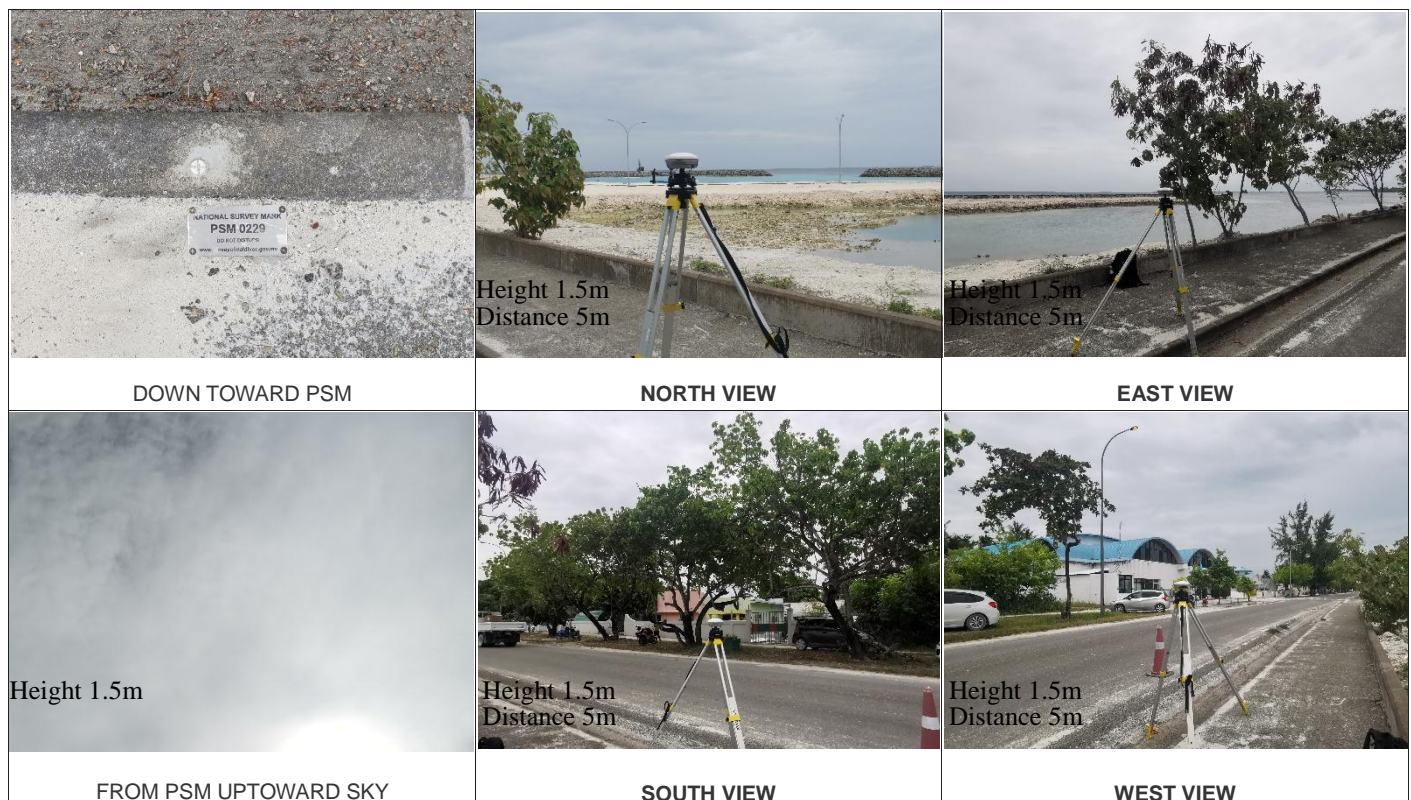 NATIONAL SURVEY MARK
PSM 0229
DO NOT DISTURB
www.
DOWN TOWARD PSM
Height 1.5m
Distance 5m
NORTH VIEW
Height 1.5m
Distance 5m
EAST VIEW
Height 1.5m
FROM PSM UPTOWARD SKY
Height 1.5m
Distance 5m
SOUTH VIEW
Height 1.5m
Distance 5m
WEST VIEW